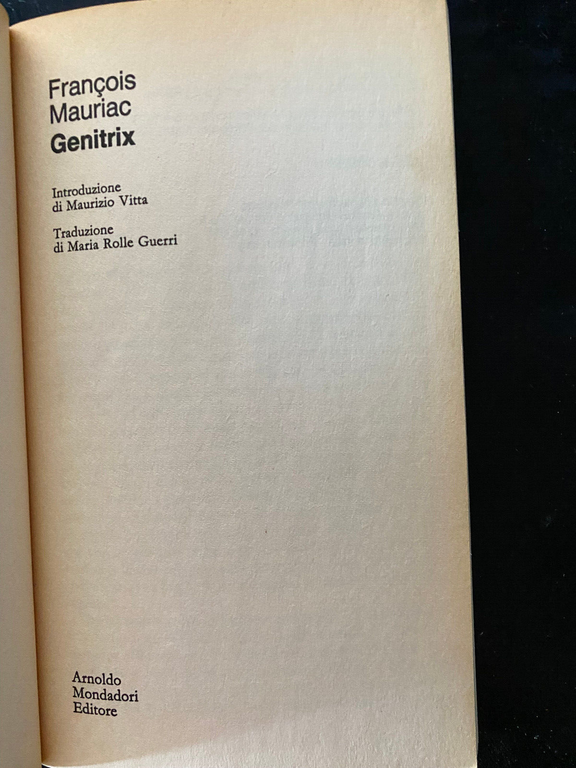 François
Mauriac
Genitrix
Introduzione
di Maurizio Vitta
Traduzione
di Maria Rolle Guerri
Arnoldo
Mondadori
Editore